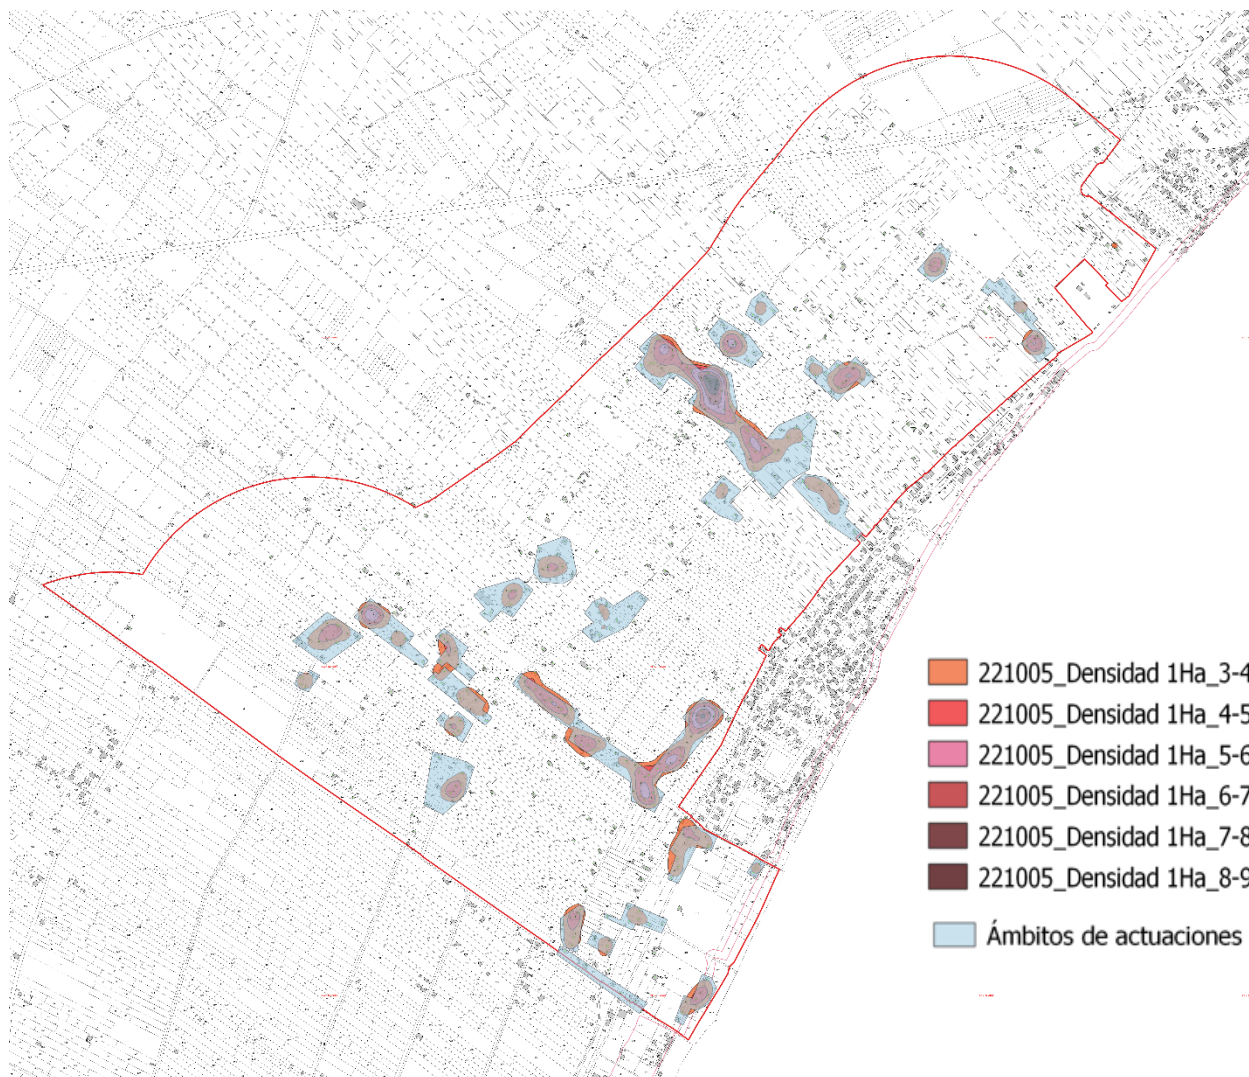 221005_Densidad 1Ha_3-4
221005_Densidad 1Ha_4-5
221005_Densidad 1Ha_5-6
221005_Densidad 1Ha_6-7
221005_Densidad 1Ha_7-8
221005_Densidad 1Ha_8-9
Ámbitos de actuaciones